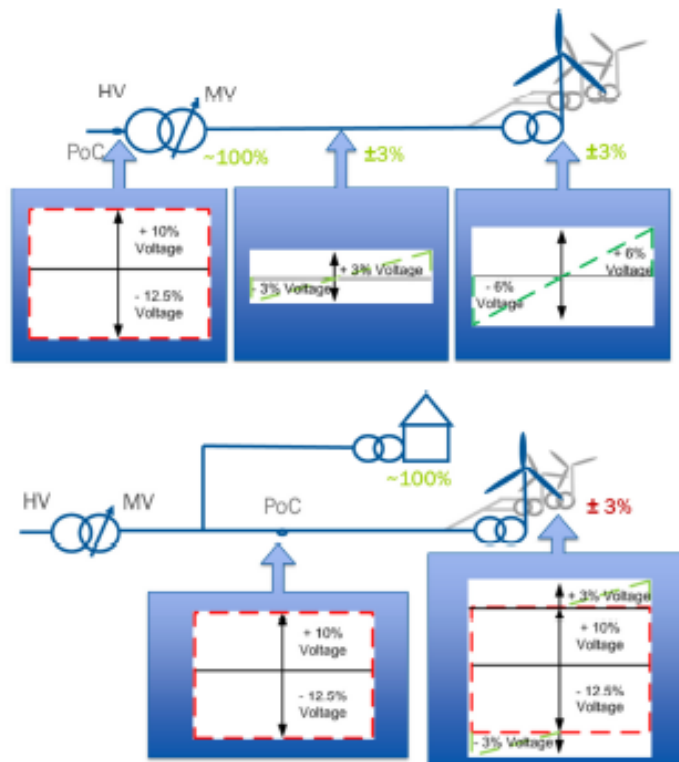 HV
MV
PoC
~100%
±3%
±3%
+ 10%
Voltage
- 12.5%
Voltage
+ 3% Voltage
- 3% Voltage
+ 6%
Voltage
- 6%
Voltage
~100%
HV
MV
PoC
± 3%
+ 10%
Voltage
- 12.5%
Voltage
+ 3% Voltage
+ 10%
Voltage
- 12.5%
Voltage
- 3% Voltage